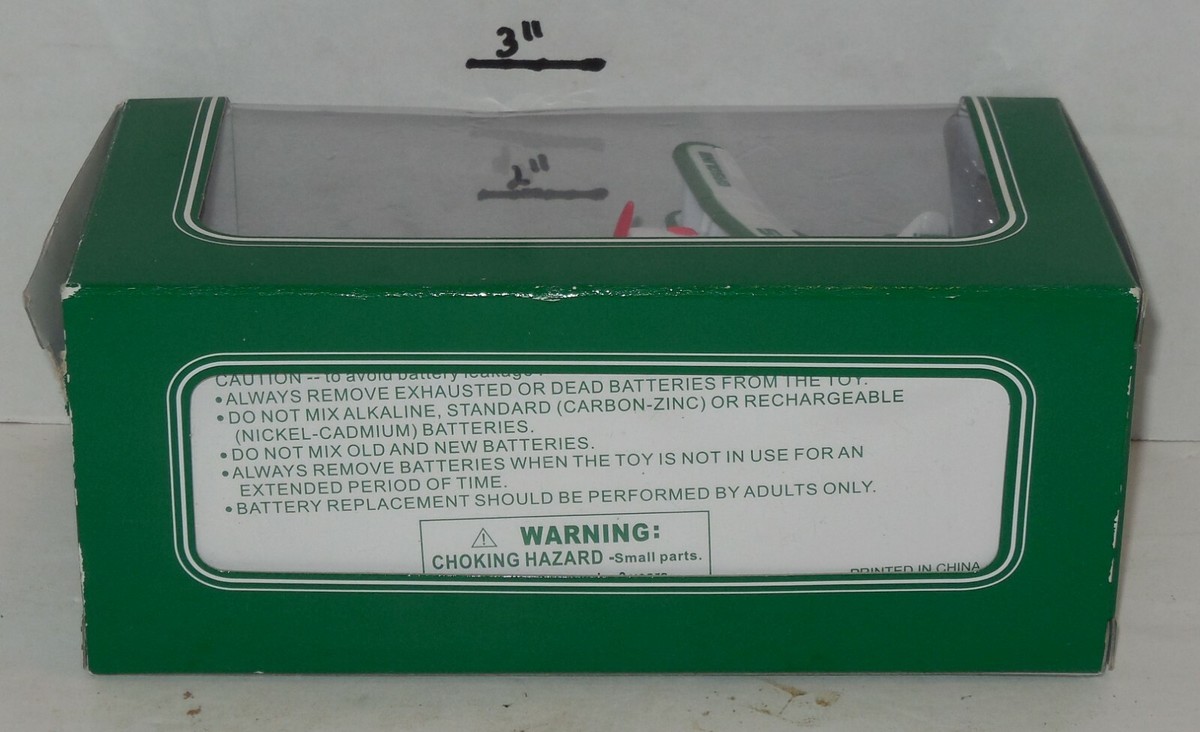 3"
2"
CAUTION -- to avoid battery leakage
• ALWAYS REMOVE EXHAUSTED OR DEAD BATTERIES FROM THE TOY.
• DO NOT MIX ALKALINE, STANDARD (CARBON-ZINC) OR RECHARGEABLE
(NICKEL-CADMIUM) BATTERIES.
• DO NOT MIX OLD AND NEW BATTERIES.
• ALWAYS REMOVE BATTERIES WHEN THE TOY IS NOT IN USE FOR AN
EXTENDED PERIOD OF TIME.
• BATTERY REPLACEMENT SHOULD BE PERFORMED BY ADULTS ONLY.
⚠ WARNING:
CHOKING HAZARD -Small parts.
PRINTED IN CHINA